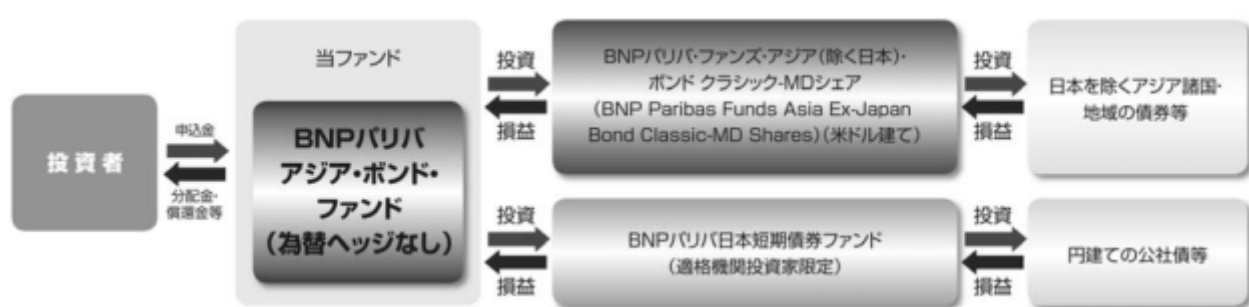 投資者
申込金
分配金・
償還金等
当ファンド
BNPパリバ
アジア・ボンド・
ファンド
(為替ヘッジなし)
投資
損益
BNPパリバ・ファンズ・アジア(除く日本)・
ボンド クラシック-MDシェア
(BNP Paribas Funds Asia Ex-Japan
Bond Classic-MD Shares)(米ドル建て)
投資
損益
日本を除くアジア諸国・
地域の債券等
投資
損益
BNPパリバ日本短期債券ファンド
(適格機関投資家限定)
投資
損益
円建ての公社債等